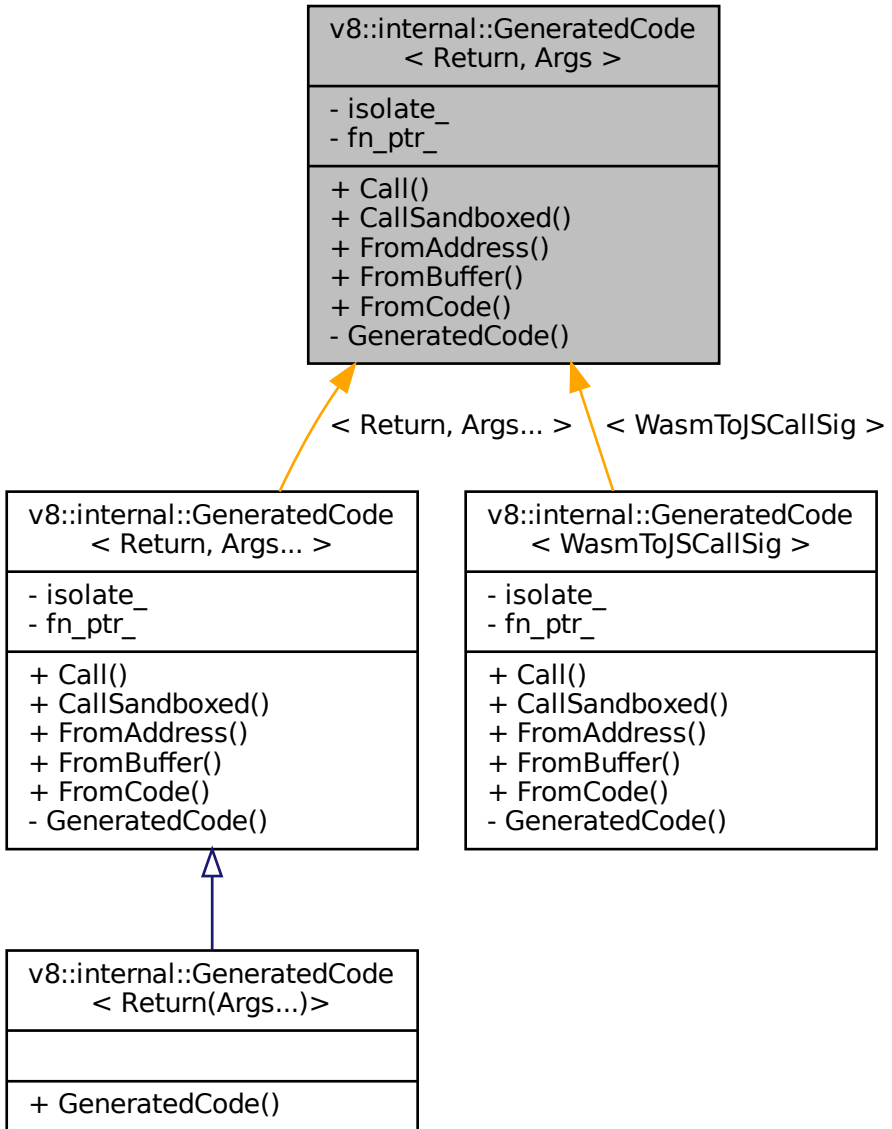 v8::internal::GeneratedCode
< Return, Args >
- isolate_
- fn_ptr_
+ Call()
+ CallSandboxed()
+ FromAddress()
+ FromBuffer()
+ FromCode()
- GeneratedCode()
< Return, Args... >
< WasmToJSCallSig >
v8::internal::GeneratedCode
< Return, Args... >
- isolate_
- fn_ptr_
+ Call()
+ CallSandboxed()
+ FromAddress()
+ FromBuffer()
+ FromCode()
- GeneratedCode()
v8::internal::GeneratedCode
< WasmToJSCallSig >
- isolate_
- fn_ptr_
+ Call()
+ CallSandboxed()
+ FromAddress()
+ FromBuffer()
+ FromCode()
- GeneratedCode()
v8::internal::GeneratedCode
< Return(Args...)>
+ GeneratedCode()